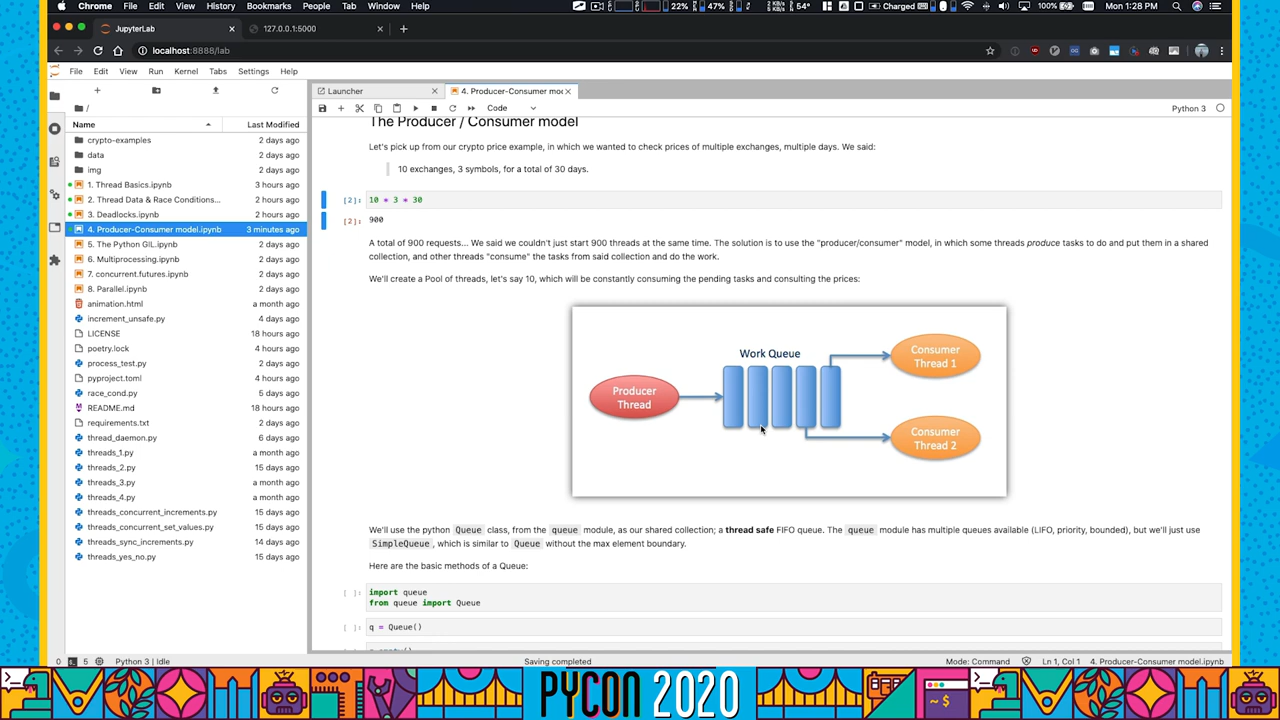 Chrome File Edit View History Bookmarks People Tab Window Help
22% 47% 54° Charged 100% Mon 1:28 PM
JupyterLab
127.0.0.1:5000
localhost:8888/lab
File Edit View Run Kernel Tabs Settings Help
/
Name Last Modified
crypto-examples 2 days ago
data 2 days ago
img 2 days ago
1. Thread Basics.ipynb 3 hours ago
2. Thread Data & Race Conditions... 2 hours ago
3. Deadlocks.ipynb 2 hours ago
4. Producer-Consumer model.ipynb 3 minutes ago
5. The Python GIL.ipynb 2 days ago
6. Multiprocessing.ipynb 2 days ago
7. concurrent.futures.ipynb 2 days ago
8. Parallel.ipynb 2 days ago
animation.html a month ago
increment_unsafe.py 4 days ago
LICENSE 18 hours ago
poetry.lock 4 hours ago
process_test.py 2 days ago
pyproject.toml 4 hours ago
race_cond.py 5 days ago
README.md 18 hours ago
requirements.txt 2 days ago
thread_daemon.py 6 days ago
threads_1.py a month ago
threads_2.py 15 days ago
threads_3.py a month ago
threads_4.py a month ago
threads_concurrent_increments.py 15 days ago
threads_concurrent_set_values.py 15 days ago
threads_sync_increments.py 14 days ago
threads_yes_no.py 15 days ago
Launcher
4. Producer-Consumer mo
Code
Python 3
The Producer / Consumer model
Let's pick up from our crypto price example, in which we wanted to check prices of multiple exchanges, multiple days. We said:
10 exchanges, 3 symbols, for a total of 30 days.
[2]: 10 * 3 * 30
[2]: 900
A total of 900 requests... We said we couldn't just start 900 threads at the same time. The solution is to use the "producer/consumer" model, in which some threads produce tasks to do and put them in a shared
collection, and other threads "consume" the tasks from said collection and do the work.
We'll create a Pool of threads, let's say 10, which will be constantly consuming the pending tasks and consulting the prices:
Work Queue
Producer
Thread
Consumer
Thread 1
Consumer
Thread 2
We'll use the python Queue class, from the queue module, as our shared collection; a thread safe FIFO queue. The queue module has multiple queues available (LIFO, priority, bounded), but we'll just use
SimpleQueue, which is similar to Queue without the max element boundary.
Here are the basic methods of a Queue:
[ ]: import queue
from queue import Queue
[ ]: q = Queue()
0 5 Python 3 | Idle
Saving completed
Mode: Command Ln 1, Col 1 4. Producer-Consumer model.ipynb
PYCON 2020
~ $